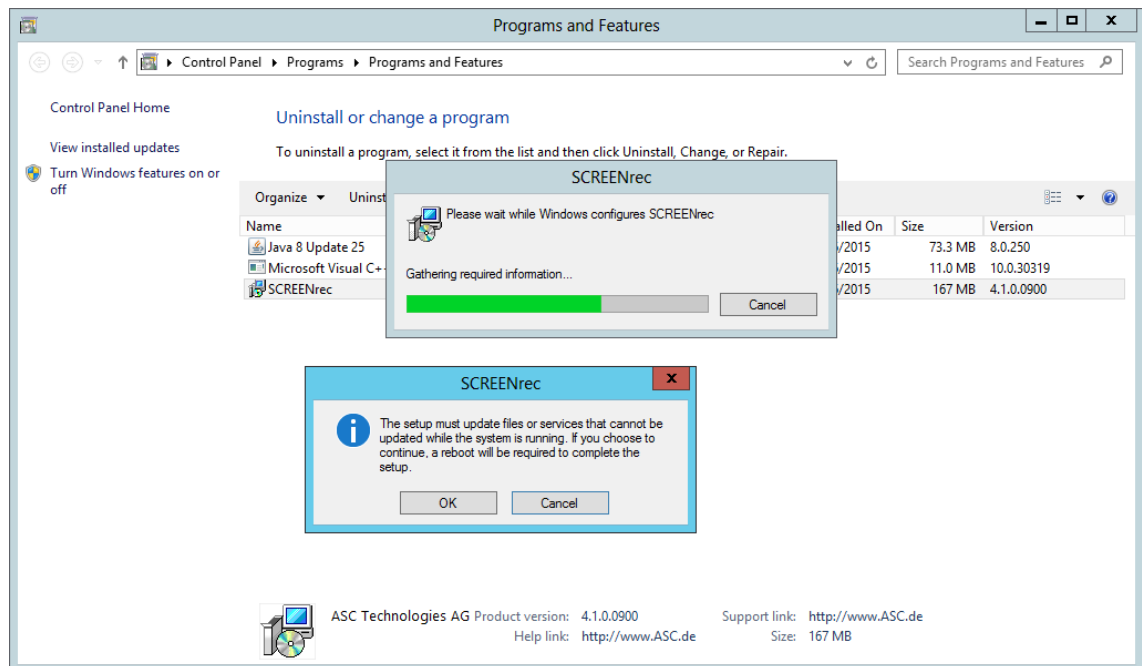 Programs and Features
Control Panel Programs Programs and Features
Search Programs and Features
Control Panel Home
View installed updates
Turn Windows features on or
off
Uninstall or change a program
To uninstall a program, select it from the list and then click Uninstall, Change, or Repair.
Organize Uninst
Name alled On Size Version
Java 8 Update 25 /2015 73.3 MB 8.0.250
Microsoft Visual C+ /2015 11.0 MB 10.0.30319
SCREENrec /2015 167 MB 4.1.0.0900
SCREENrec
Please wait while Windows configures SCREENrec
Gathering required information...
Cancel
SCREENrec
x
The setup must update files or services that cannot be
updated while the system is running. If you choose to
continue, a reboot will be required to complete the
setup.
OK Cancel
ASC Technologies AG Product version: 4.1.0.0900 Support link: http://www.ASC.de
Help link: http://www.ASC.de Size: 167 MB